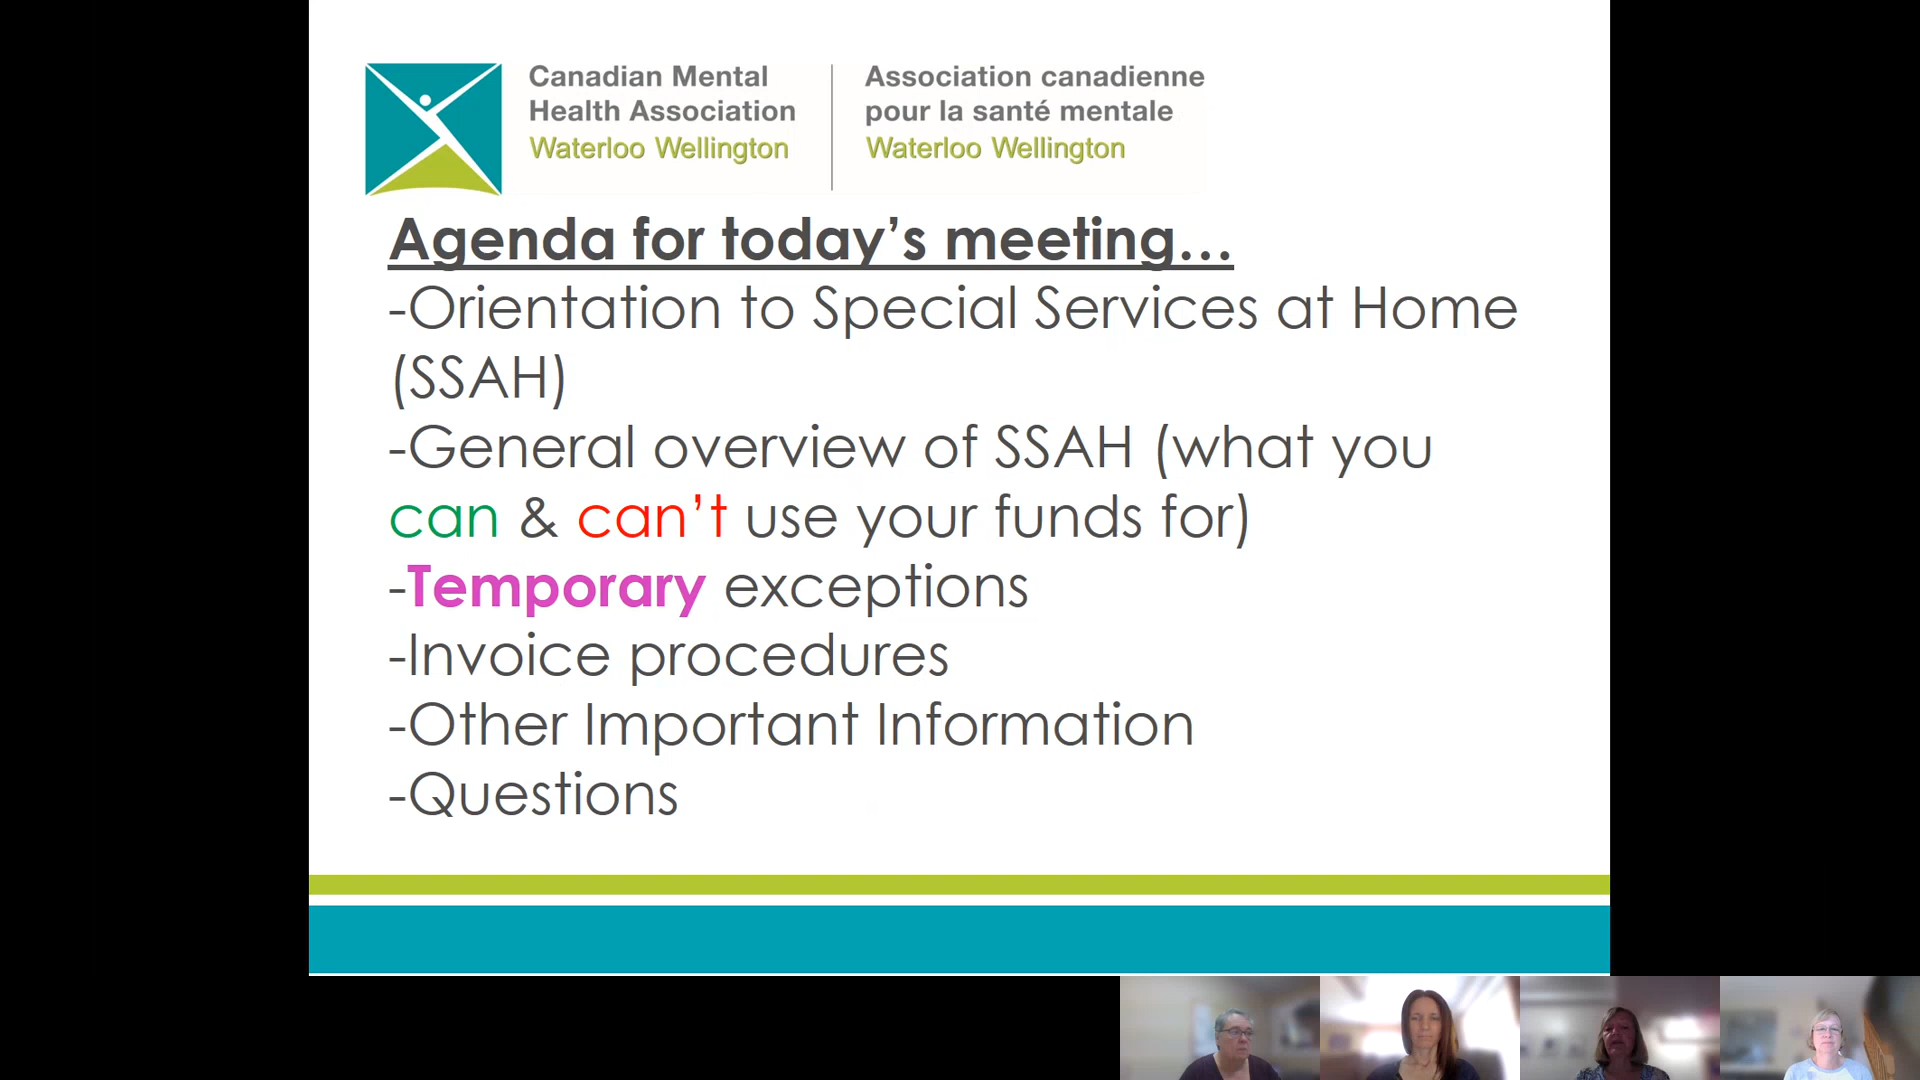 Canadian Mental
Health Association
Waterloo Wellington
Association canadienne
pour la santé mentale
Waterloo Wellington
Agenda for today’s meeting…
-Orientation to Special Services at Home
(SSAH)
-General overview of SSAH (what you
can & can’t use your funds for)
-Temporary exceptions
-Invoice procedures
-Other Important Information
-Questions